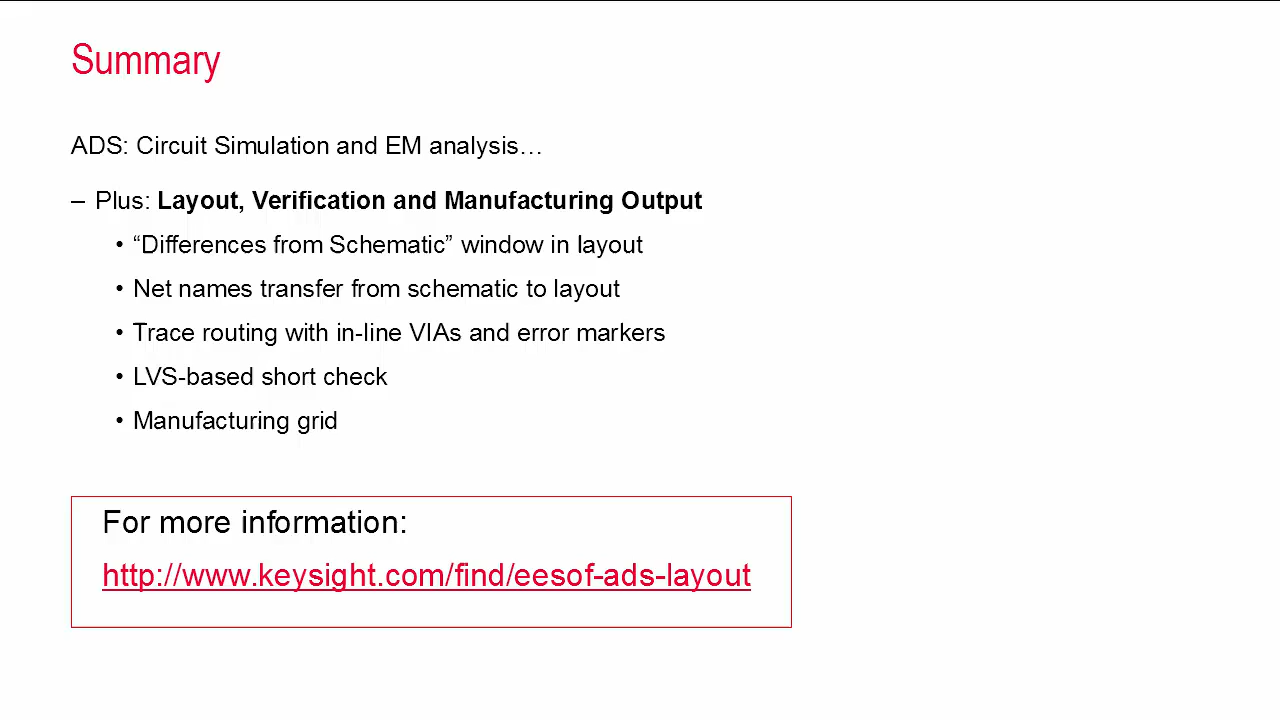 Summary
ADS: Circuit Simulation and EM analysis…
– Plus: Layout, Verification and Manufacturing Output
• “Differences from Schematic” window in layout
• Net names transfer from schematic to layout
• Trace routing with in-line VIAs and error markers
• LVS-based short check
• Manufacturing grid
For more information:
http://www.keysight.com/find/eesof-ads-layout